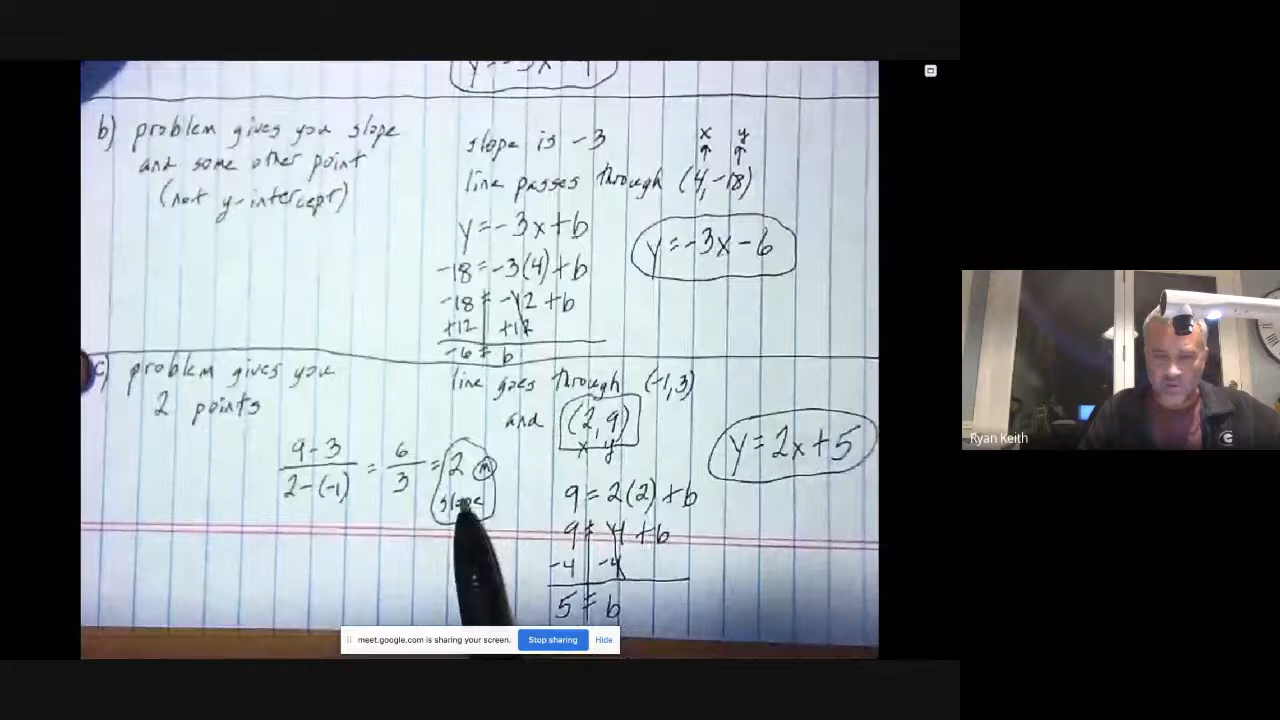 b) problem gives you slope
and some other point
(not y-intercept)
slope is -3
x y
line passes through (4, -18)
y = -3x + b
-18 = -3(4) + b
-18 = -12 + b
+12 +12
-6 = b
y = -3x - 6
c) problem gives you
2 points
line goes through (-1, 3)
and (2, 9)
x y
9 - 3
2 - (-1)
= 6
3
= 2 m
slope
9 = 2(2) + b
9 = 4 + b
-4 -4
5 = b
y = 2x + 5
Ryan Keith
meet.google.com is sharing your screen.
Stop sharing
Hide